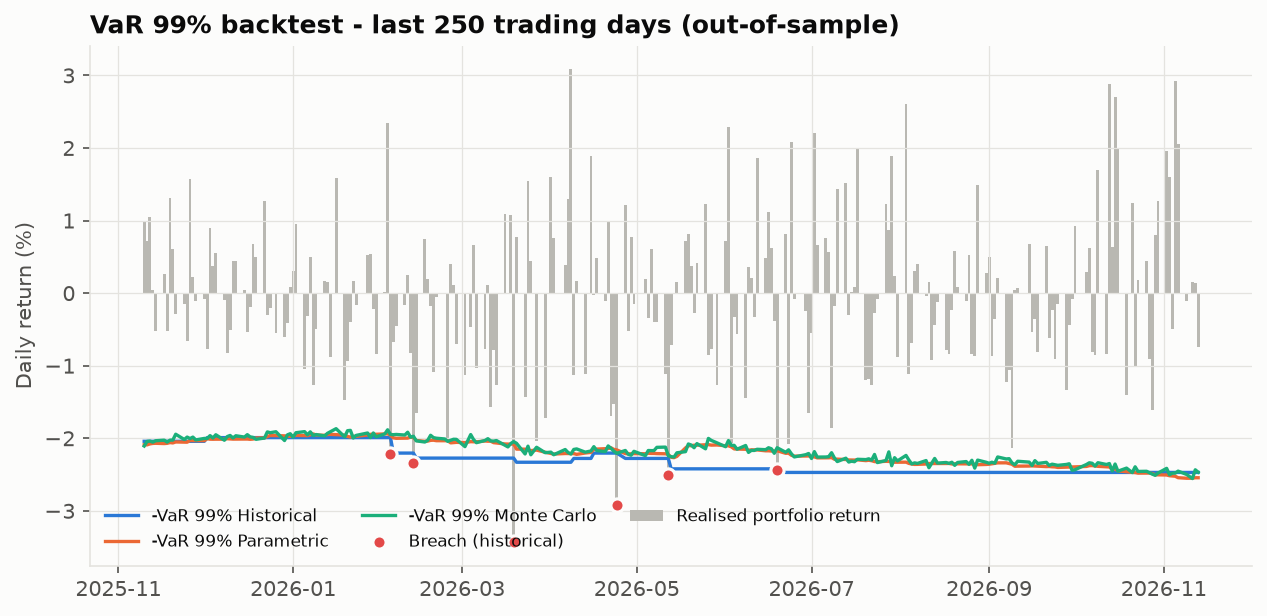 VaR 99% backtest - last 250 trading days (out-of-sample)
Daily return (%)
3
2
1
0
−1
−2
−3
-VaR 99% Historical
-VaR 99% Monte Carlo
Realised portfolio return
-VaR 99% Parametric
Breach (historical)
2025-11
2026-01
2026-03
2026-05
2026-07
2026-09
2026-11